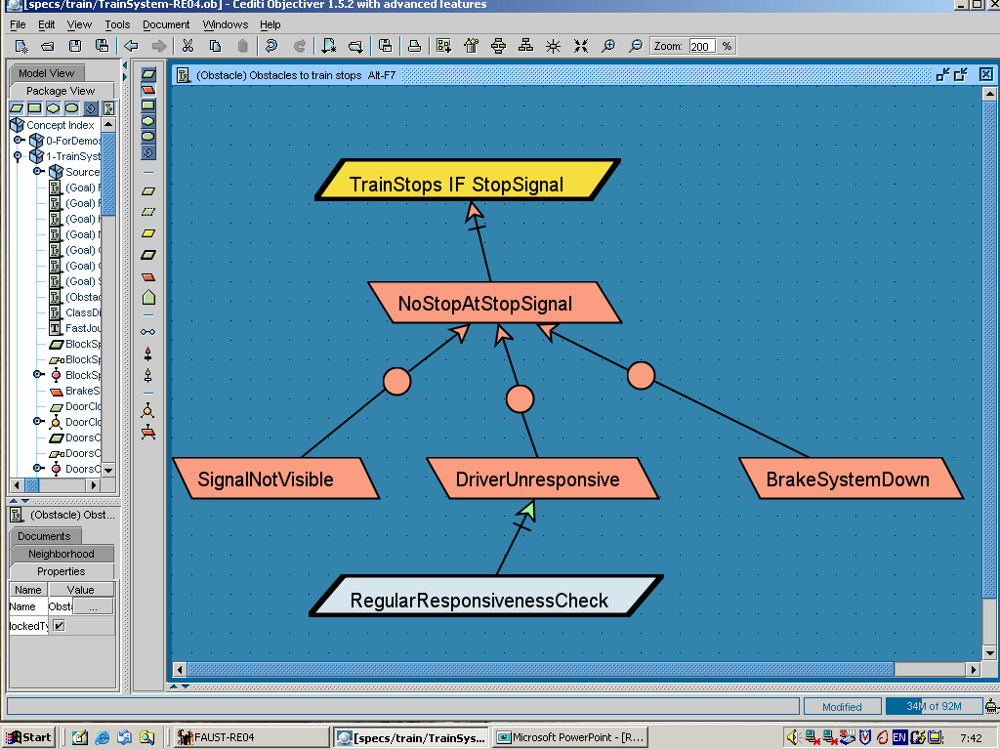 [specs/train/TrainSystem-RE04.ob] - Cediti Objectiver 1.5.2 with advanced features
File Edit View Tools Document Windows Help
Zoom: 200 %
Model View
Package View
Concept Index
0-ForDemos
1-TrainSyst
Source
(Goal) F
(Goal) F
(Goal)
(Goal)
(Goal)
(Goal)
(Goal) S
(Obstac
ClassDi
FastJou
BlockSp
BlockSp
BlockSp
BrakeS
DoorClo
DoorClo
DoorsC
DoorsC
DoorsC
(Obstacle) Obst...
Documents
Neighborhood
Properties
Name Value
Name Obst ...
lockedTy
(Obstacle) Obstacles to train stops Alt-F7
TrainStops IF StopSignal
NoStopAtStopSignal
SignalNotVisible
DriverUnresponsive
BrakeSystemDown
RegularResponsivenessCheck
Modified
34M of 92M
Start
FAUST-RE04
[specs/train/TrainSys...
Microsoft PowerPoint - [R...
EN
7:42